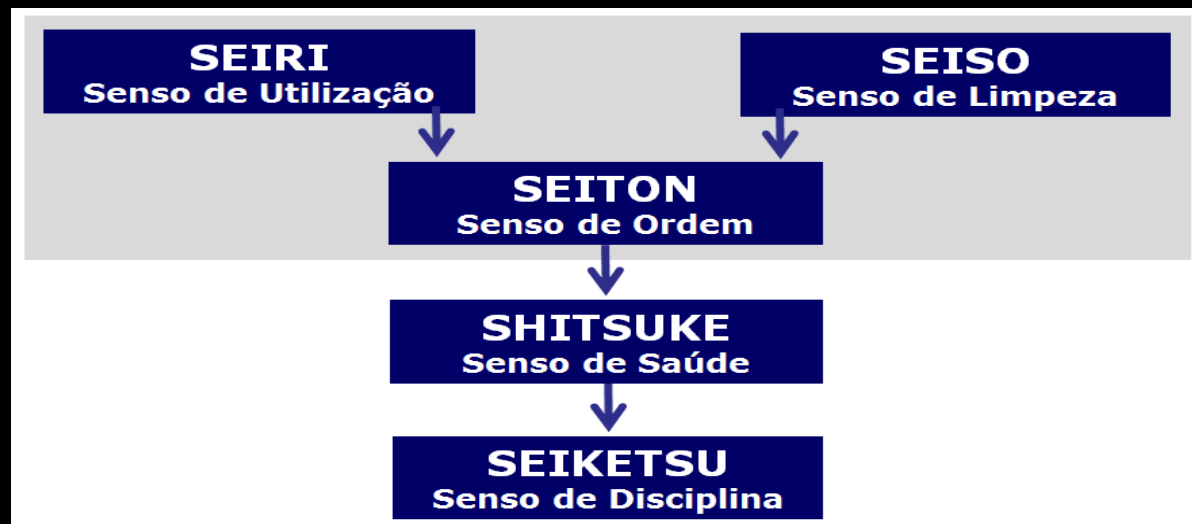 SEIRI
Senso de Utilização
SEISO
Senso de Limpeza
SEITON
Senso de Ordem
SHITSUKE
Senso de Saúde
SEIKETSU
Senso de Disciplina